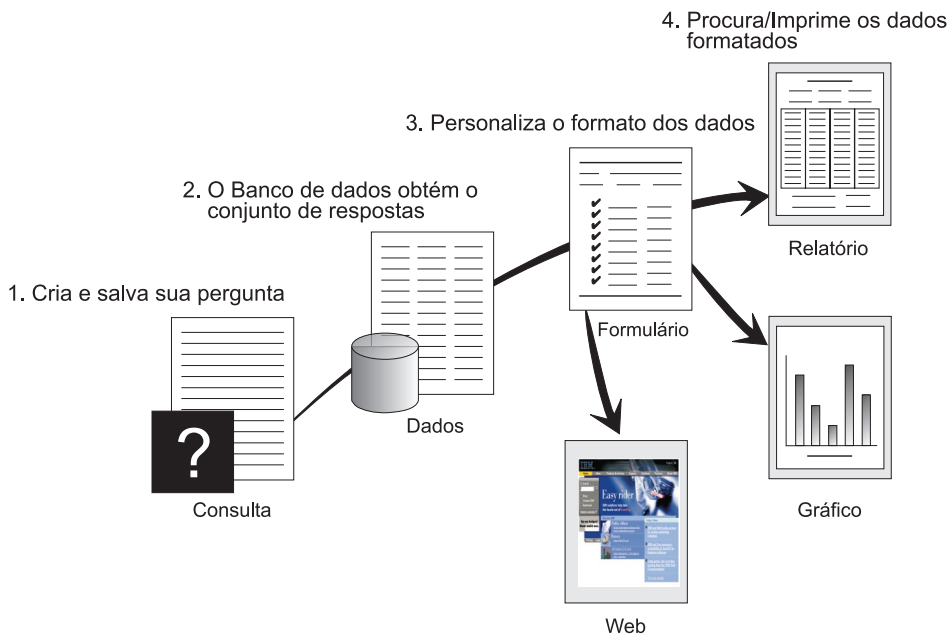 4. Procura/Imprime os dados
formatados
3. Personaliza o formato dos dados
2. O Banco de dados obtém o
conjunto de respostas
1. Cria e salva sua pergunta
Relatório
Formulário
Dados
?
Consulta
Gráfico
IBM
Easy rider
Web